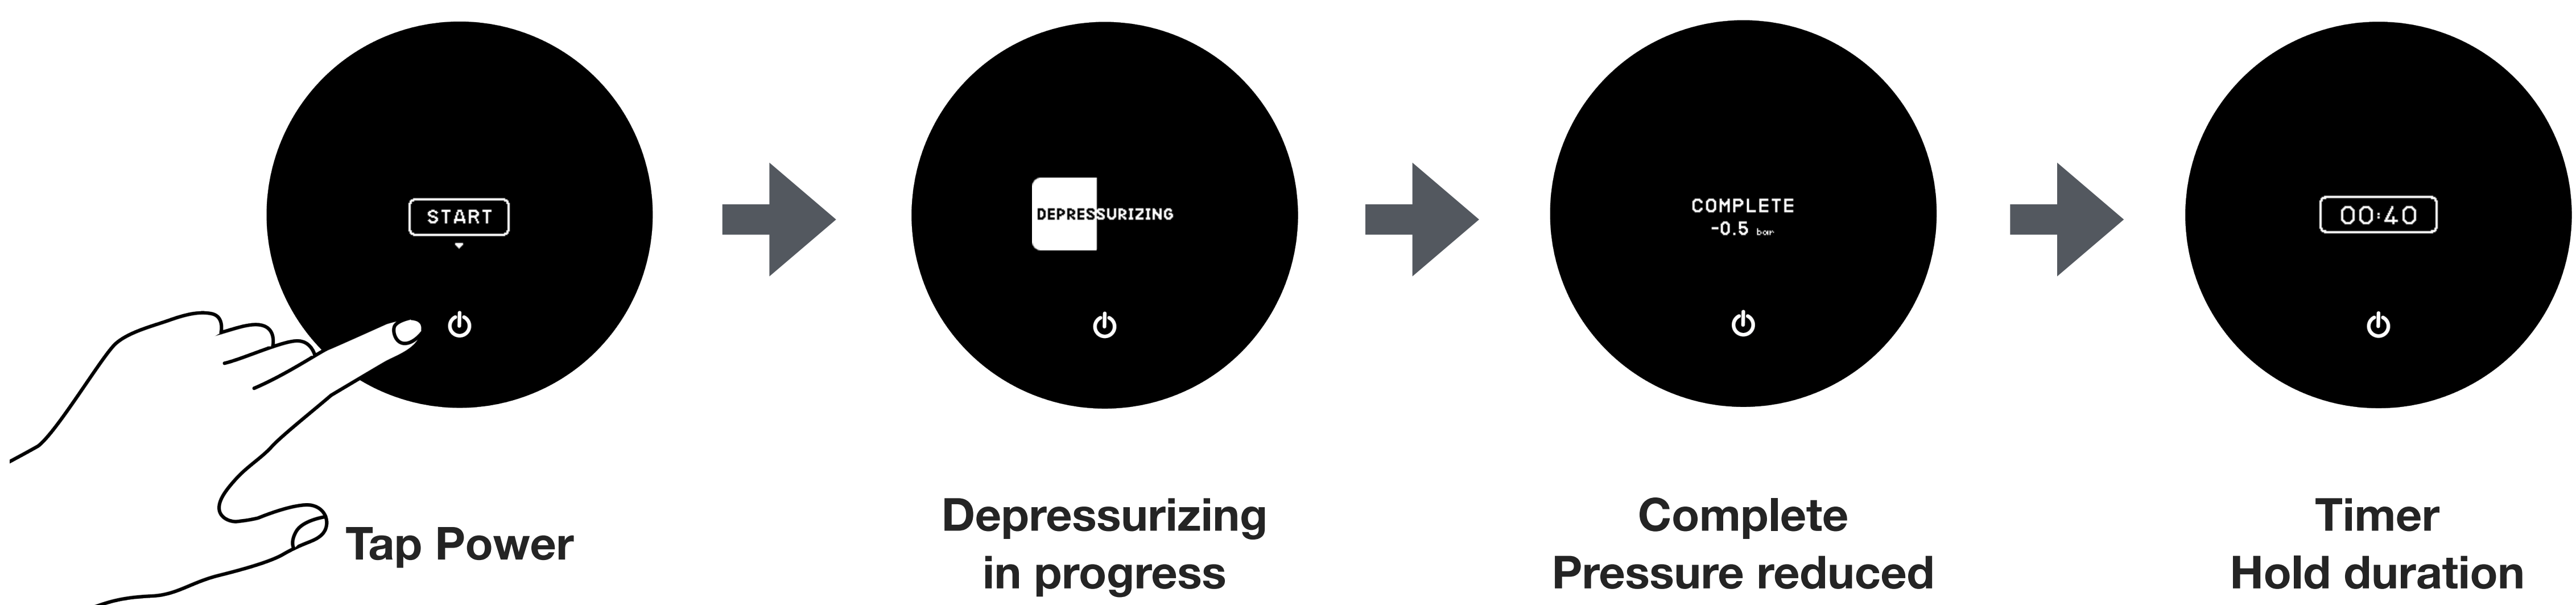 START
DEPRESSURIZING
COMPLETE
-0.5 bar
00:40
Tap Power
Depressurizing
in progress
Complete
Pressure reduced
Timer
Hold duration